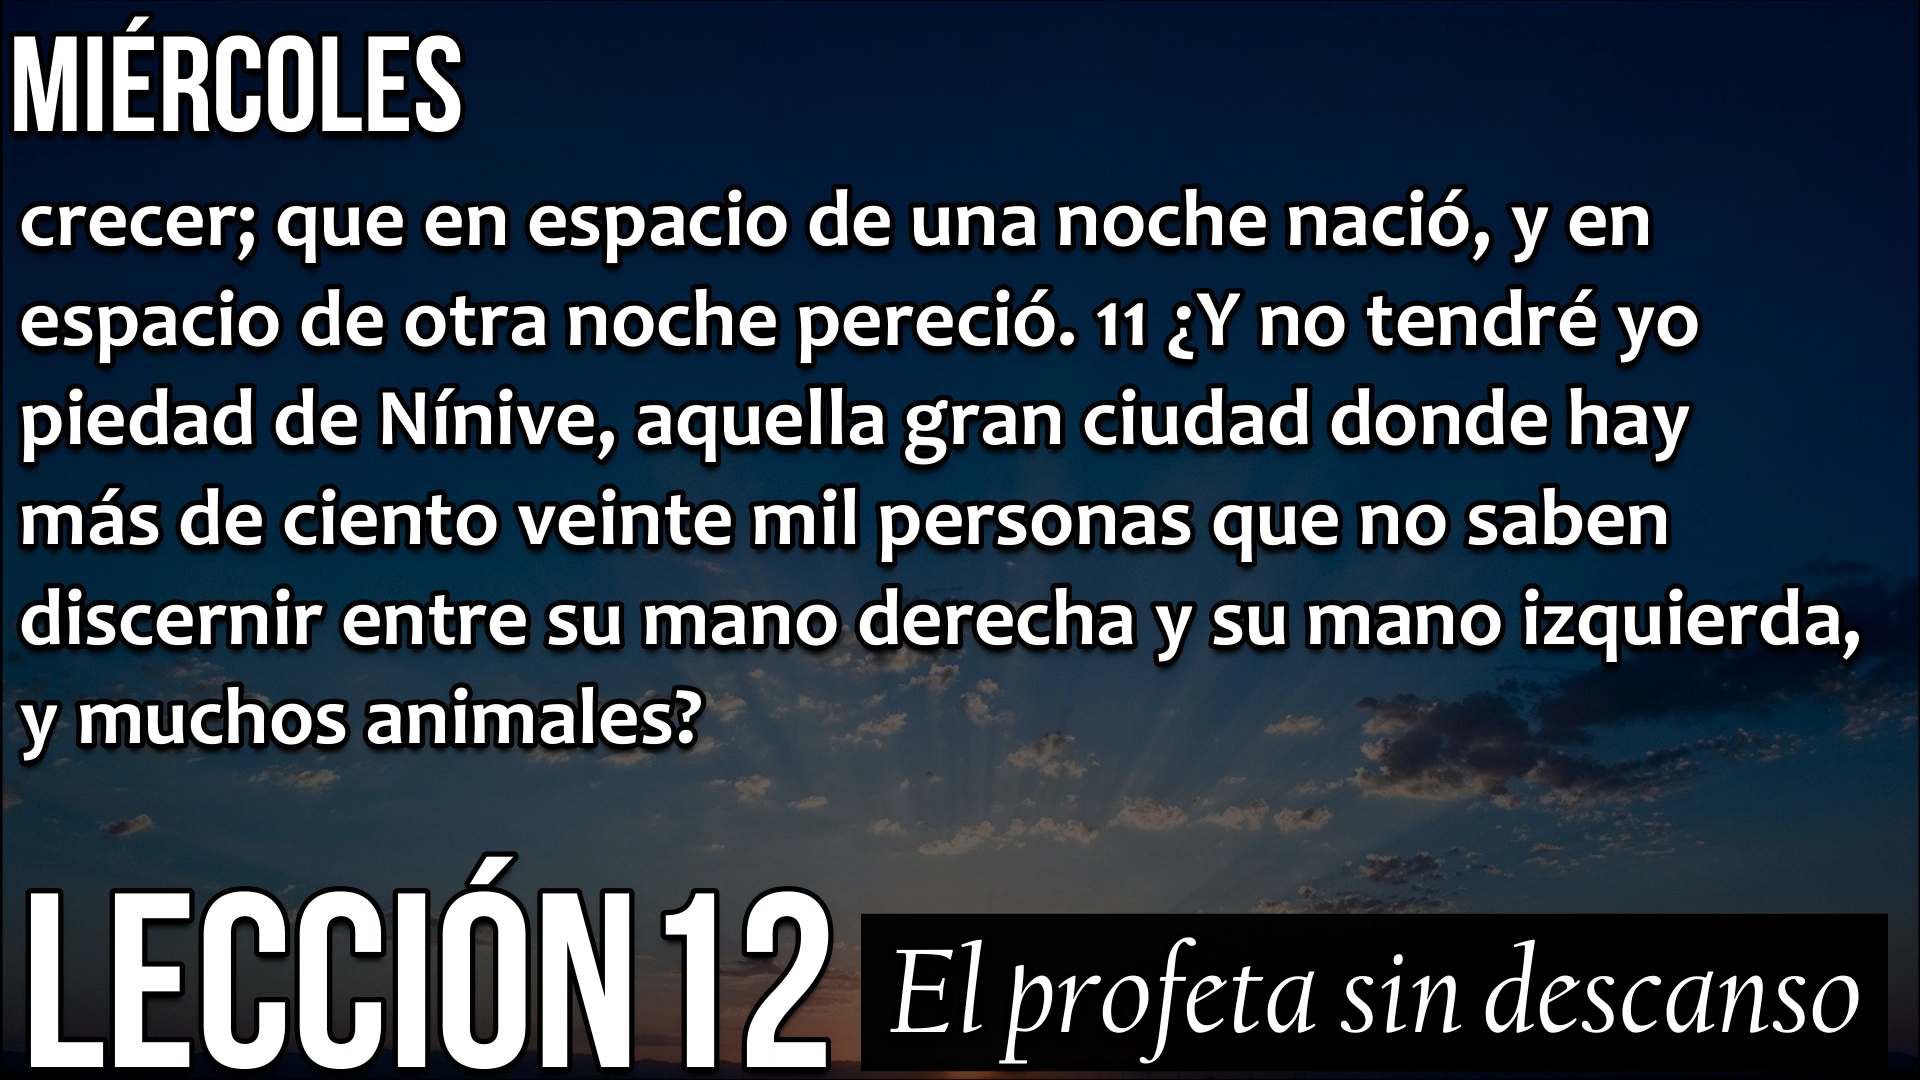 MIÉRCOLES
crecer; que en espacio de una noche nació, y en
espacio de otra noche pereció. 11 ¿Y no tendré yo
piedad de Nínive, aquella gran ciudad donde hay
más de ciento veinte mil personas que no saben
discernir entre su mano derecha y su mano izquierda,
y muchos animales?
LECCIÓN 12
El profeta sin descanso